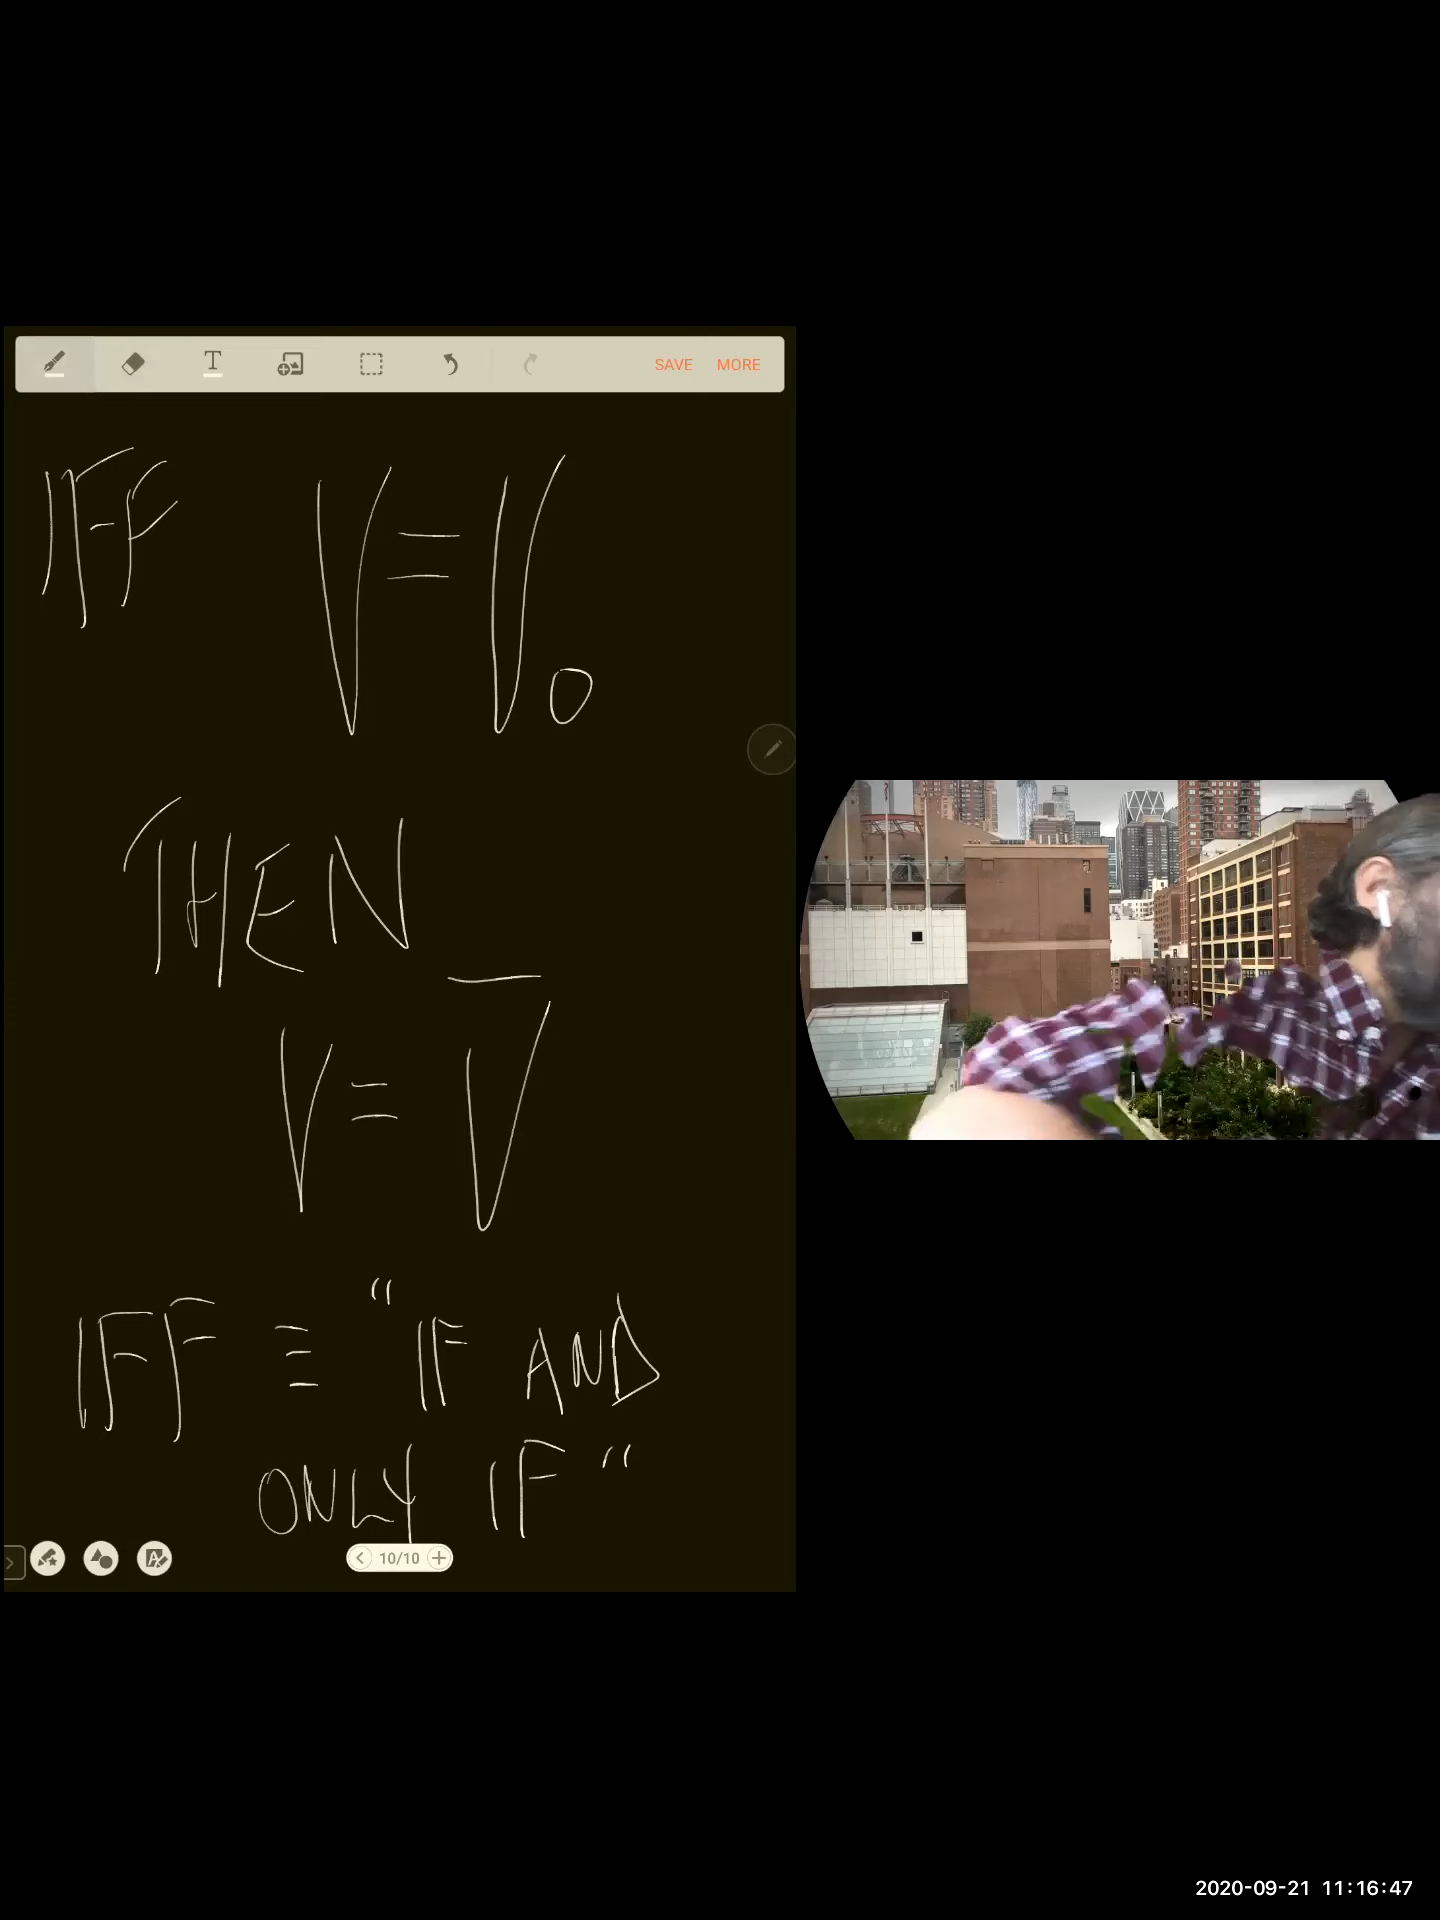 SAVE MORE
IFF V = V₀
THEN
V = V̅
IFF ≡ “IF AND
ONLY IF“
10/10
2020-09-21 11:16:47